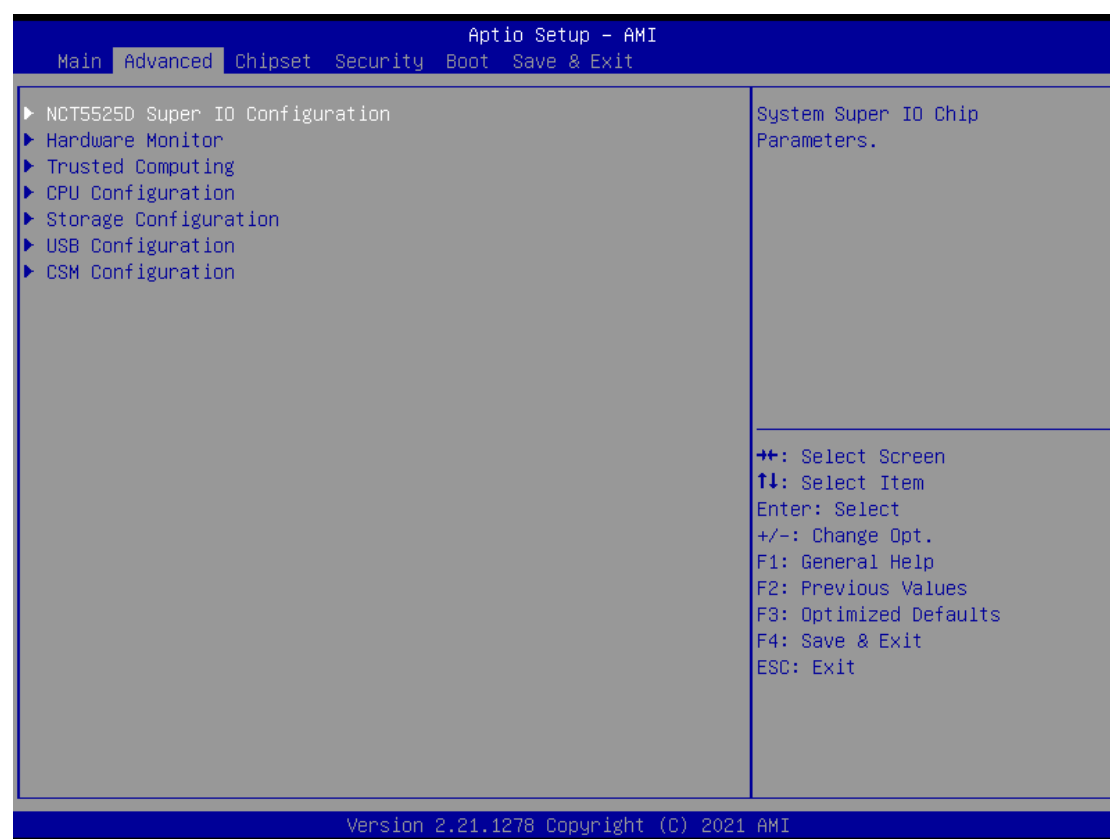 Aptio Setup - AMI
Main Advanced Chipset Security Boot Save & Exit
▶ NCT5525D Super IO Configuration
▶ Hardware Monitor
▶ Trusted Computing
▶ CPU Configuration
▶ Storage Configuration
▶ USB Configuration
▶ CSM Configuration
System Super IO Chip
Parameters.
→←: Select Screen
↑↓: Select Item
Enter: Select
+/-: Change Opt.
F1: General Help
F2: Previous Values
F3: Optimized Defaults
F4: Save & Exit
ESC: Exit
Version 2.21.1278 Copyright (C) 2021 AMI